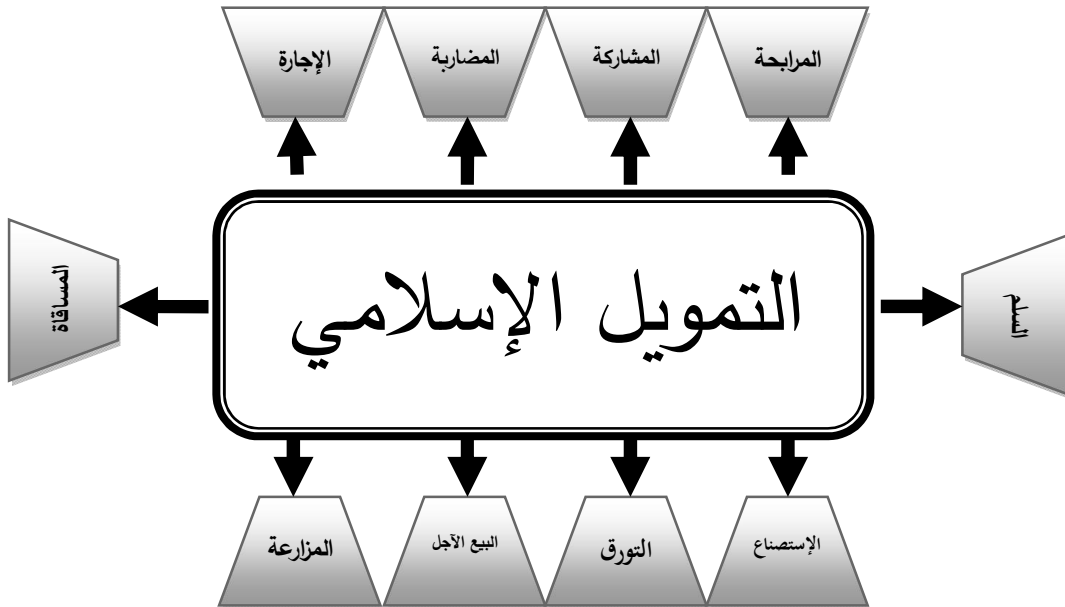 المرابحة
المشاركة
المضاربة
الإجارة
السلم
التمويل الإسلامي
المساقاة
الإستصناع
التورق
البيع الآجل
المزارعة